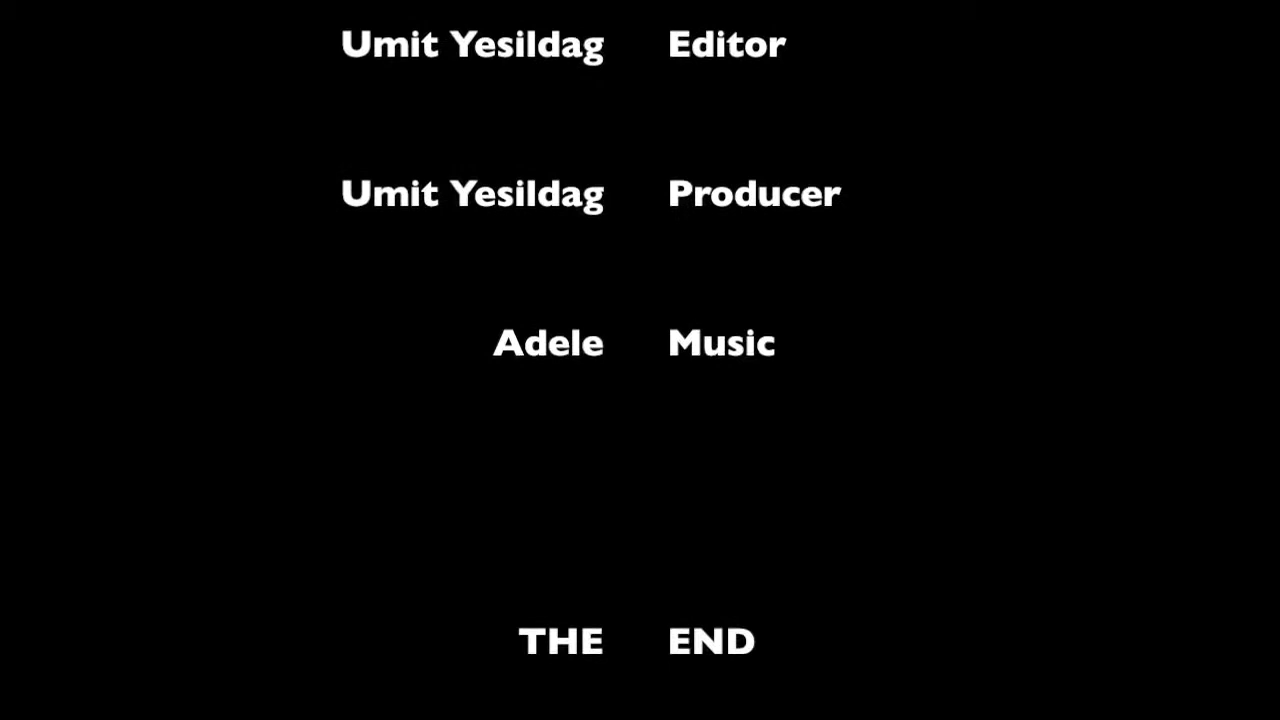 Umit Yesildag Editor
Umit Yesildag Producer
Adele Music
THE END